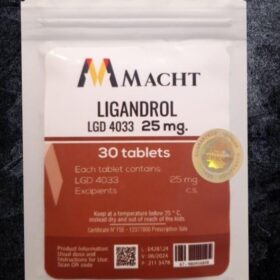 MACHT
LIGANDROL
LGD 4033 25 mg.
30 tablets
Each tablet contains:
LGD 4033 25 mg
Excipients c.s.
Keep at a temperature below 25 ° C,
instead dry and out of reach of the kids.
Product Information:
Usual dose and
Instructions for Use:
Scan QR code